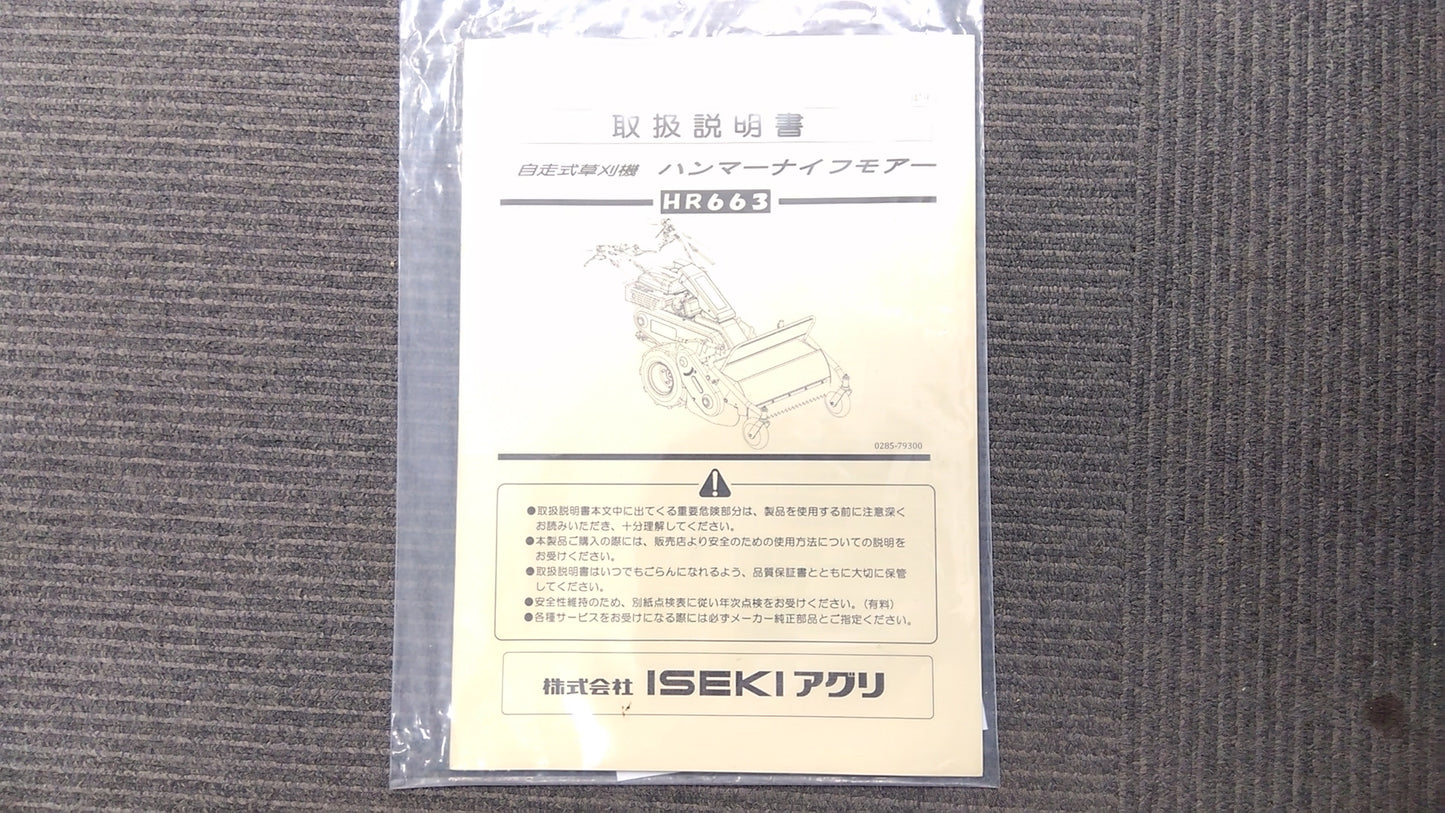 取扱説明書
自走式草刈機 ハンマーナイフモアー
HR663
0285-79300
●取扱説明書本文中に出てくる重要危険部分は、製品を使用する前に注意深く
お読みいただき、十分理解してください。
●本製品ご購入の際には、販売店より安全のための使用方法についての説明を
お受けください。
●取扱説明書はいつでもごらんになれるよう、品質保証書とともに大切に保管
してください。
●安全性維持のため、別紙点検表に従い年次点検をお受けください。(有料)
●各種サービスをお受けになる際には必ずメーカー純正部品とご指定ください。
株式会社 ISEKIアグリ